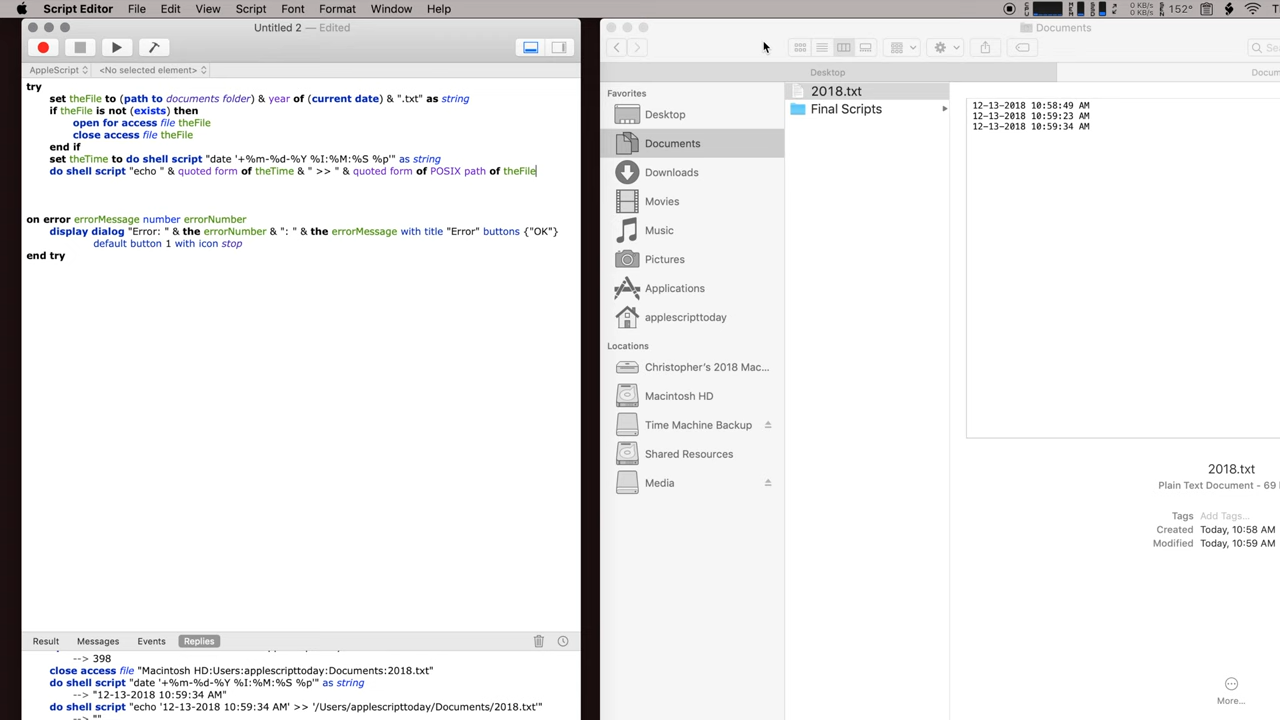 Script Editor File Edit View Script Font Format Window Help
0 KB/s
0 KB/s
152°
Untitled 2 — Edited
AppleScript <No selected element>
try
set theFile to (path to documents folder) & year of (current date) & ".txt" as string
if theFile is not (exists) then
open for access file theFile
close access file theFile
end if
set theTime to do shell script "date '+%m-%d-%Y %I:%M:%S %p'" as string
do shell script "echo " & quoted form of theTime & " >> " & quoted form of POSIX path of theFile
on error errorMessage number errorNumber
display dialog "Error: " & the errorNumber & ": " & the errorMessage with title "Error" buttons {"OK"}
default button 1 with icon stop
end try
Result Messages Events Replies
--> 398
close access file "Macintosh HD:Users:applescripttoday:Documents:2018.txt"
do shell script "date '+%m-%d-%Y %I:%M:%S %p'" as string
--> "12-13-2018 10:59:34 AM"
do shell script "echo '12-13-2018 10:59:34 AM' >> '/Users/applescripttoday/Documents/2018.txt'"
--> ""
Documents
Se
Desktop
Docum
Favorites
Desktop
Documents
Downloads
Movies
Music
Pictures
Applications
applescripttoday
Locations
Christopher's 2018 Mac...
Macintosh HD
Time Machine Backup
Shared Resources
Media
2018.txt
Final Scripts
12-13-2018 10:58:49 AM
12-13-2018 10:59:23 AM
12-13-2018 10:59:34 AM
2018.txt
Plain Text Document - 69
Tags Add Tags...
Created Today, 10:58 AM
Modified Today, 10:59 AM
More...